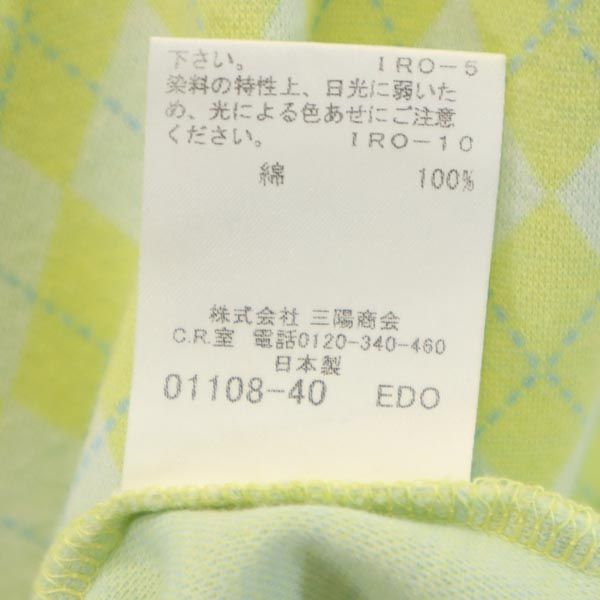 下さい。 IRO-5
染料の特性上、日光に弱いた
め、光による色あせにご注意
ください。 IRO-10
綿 100%
株式会社 三陽商会
C.R.室 電話0120-340-460
日本製
01108-40 EDO